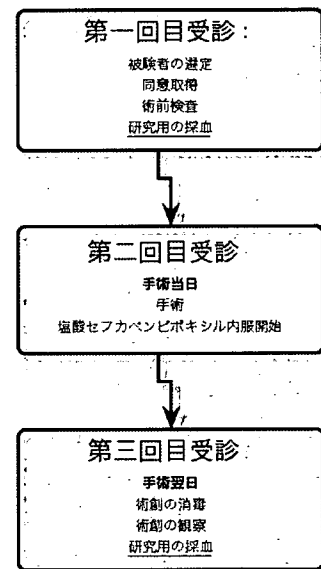 第一回目受診:
被験者の選定
同意取得
術前検査
研究用の採血
第二回目受診
手術当日
手術
塩酸セフカペンピボキシル内服開始
第三回目受診
手術翌日
術創の消毒
術創の観察
研究用の採血